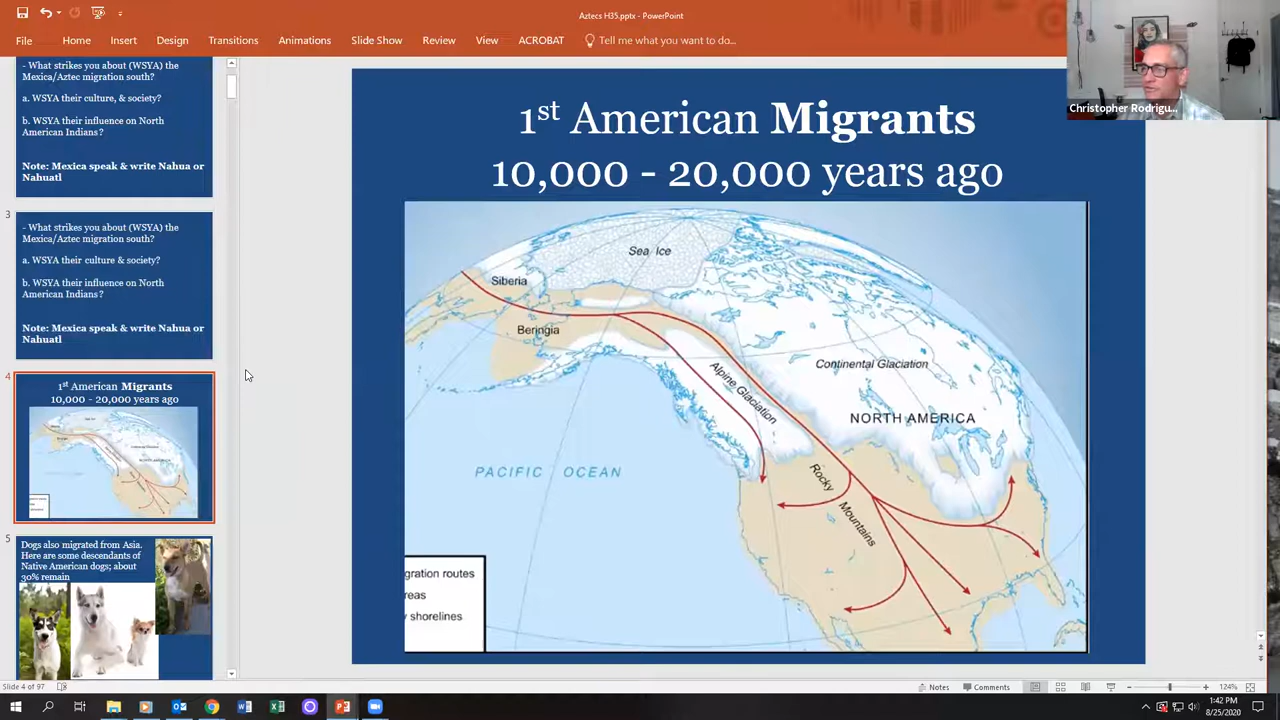 Aztecs H35.pptx - PowerPoint
File Home Insert Design Transitions Animations Slide Show Review View ACROBAT Tell me what you want to do...
Christopher Rodrigu...
- What strikes you about (WSYA) the
Mexica/Aztec migration south?
a. WSYA their culture, & society?
b. WSYA their influence on North
American Indians?
Note: Mexica speak & write Nahua or
Nahuatl
3
- What strikes you about (WSYA) the
Mexica/Aztec migration south?
a. WSYA their culture & society?
b. WSYA their influence on North
American Indians?
Note: Mexica speak & write Nahua or
Nahuatl
4
1st American Migrants
10,000 - 20,000 years ago
5
Dogs also migrated from Asia.
Here are some descendants of
Native American dogs; about
30% remain
1st American Migrants
10,000 - 20,000 years ago
Sea Ice
Siberia
Beringia
Continental Glaciation
Alpine Glaciation
NORTH AMERICA
PACIFIC OCEAN
Rocky Mountains
gration routes
reas
shorelines
Slide 4 of 97
Notes Comments 124%
1:42 PM
8/25/2020